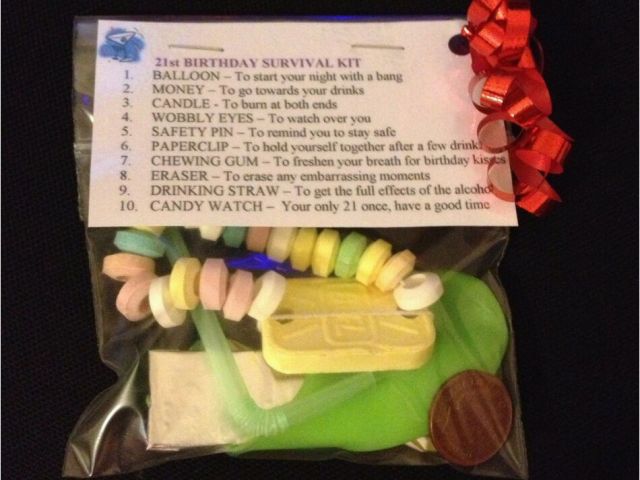 21st BIRTHDAY SURVIVAL KIT
1. BALLOON – To start your night with a bang
2. MONEY – To go towards your drinks
3. CANDLE - To burn at both ends
4. WOBBLY EYES – To watch over you
5. SAFETY PIN – To remind you to stay safe
6. PAPERCLIP – To hold yourself together after a few drinks
7. CHEWING GUM – To freshen your breath for birthday kisses
8. ERASER – To erase any embarrassing moments
9. DRINKING STRAW – To get the full effects of the alcohol
10. CANDY WATCH – Your only 21 once, have a good time